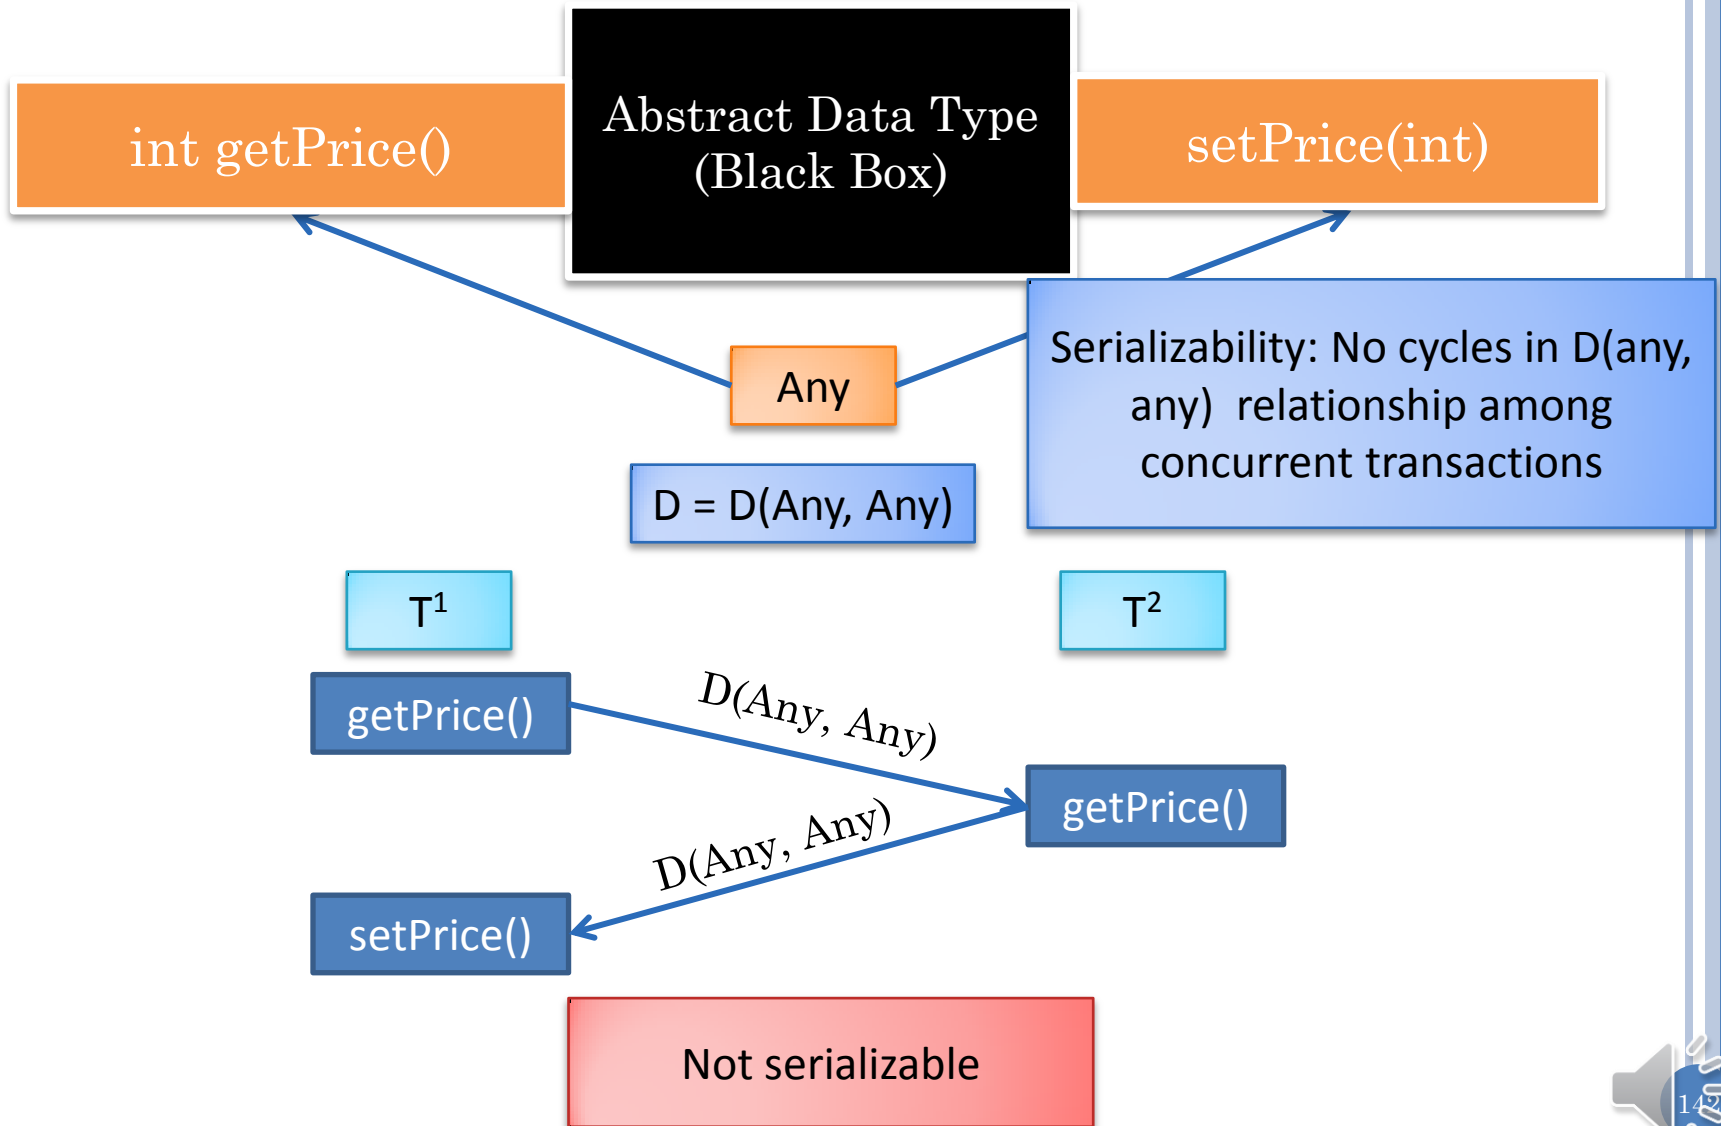 int getPrice()
Abstract Data Type
(Black Box)
setPrice(int)
Any
Serializability: No cycles in D(any,
any) relationship among
concurrent transactions
D = D(Any, Any)
T1
T2
getPrice()
D(Any, Any)
getPrice()
D(Any, Any)
setPrice()
Not serializable
142